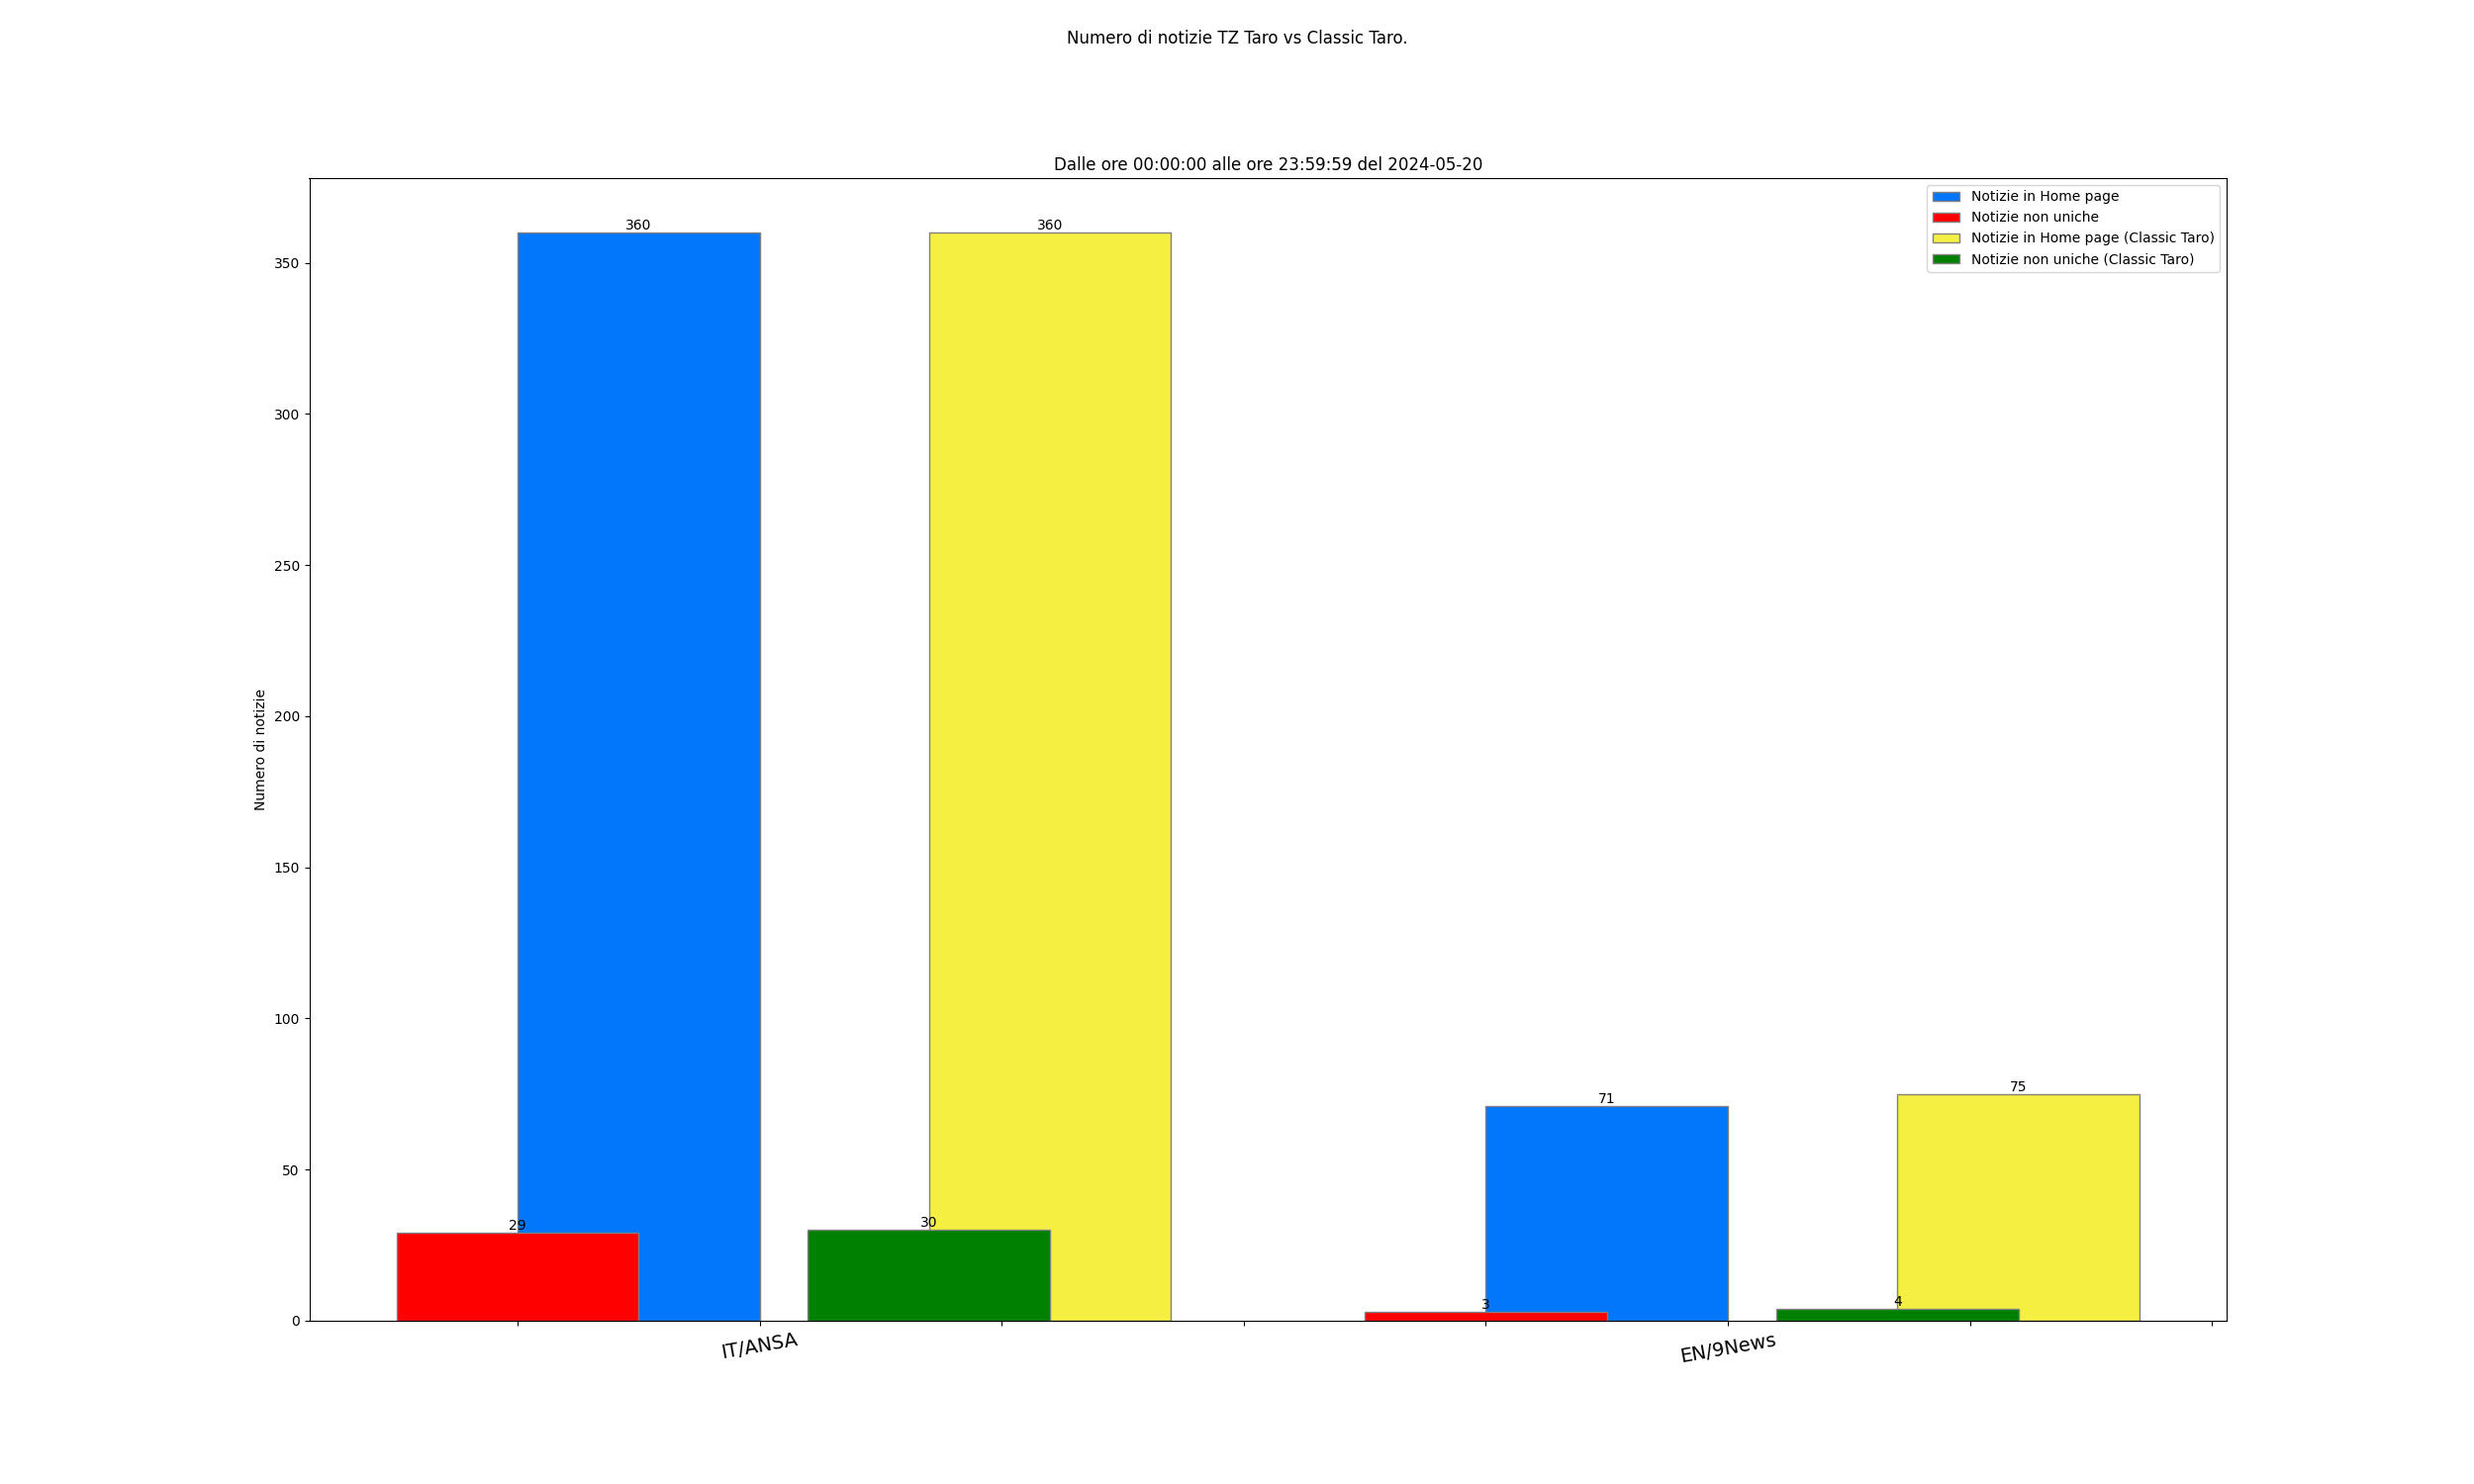 Numero di notizie TZ Taro vs Classic Taro.
Dalle ore 00:00:00 alle ore 23:59:59 del 2024-05-20
Notizie in Home page
Notizie non uniche
Notizie in Home page (Classic Taro)
Notizie non uniche (Classic Taro)
Numero di notizie
350
300
250
200
150
100
50
0
360
360
29
30
71
75
3
4
IT/ANSA
EN/9News